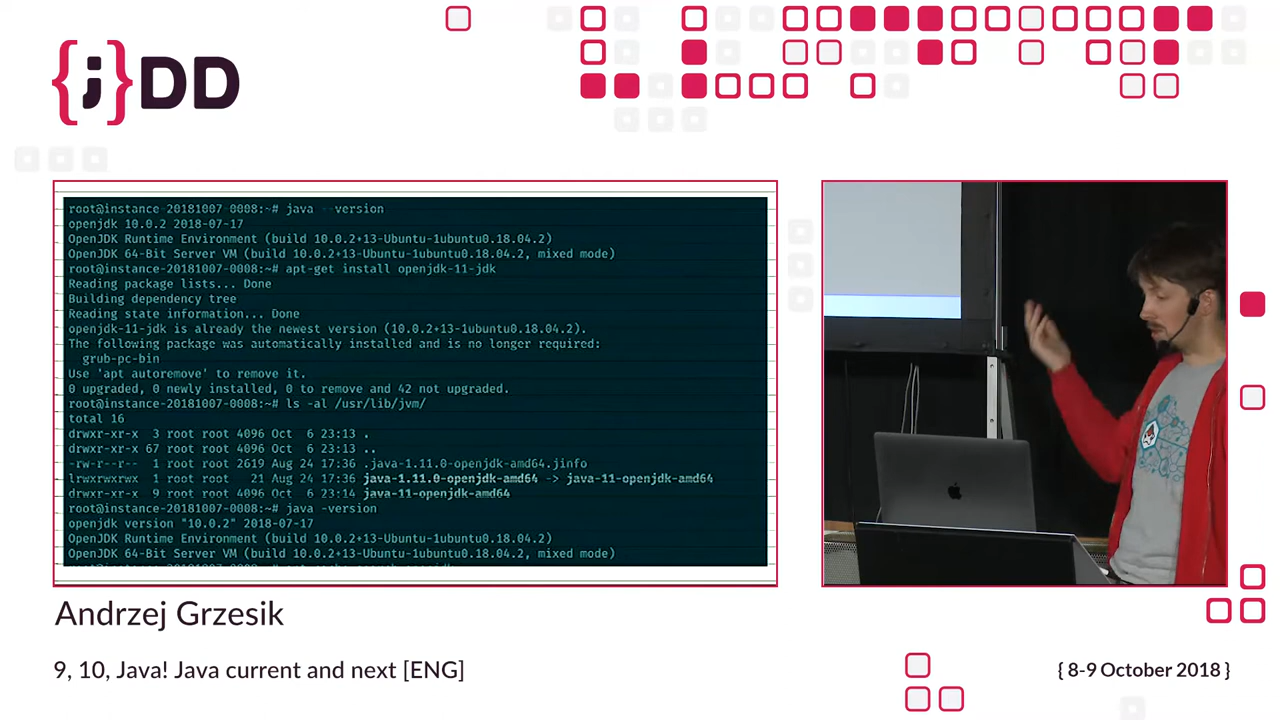 {j}DD
root@instance-20181007-0008:~# java --version
openjdk 10.0.2 2018-07-17
OpenJDK Runtime Environment (build 10.0.2+13-Ubuntu-1ubuntu0.18.04.2)
OpenJDK 64-Bit Server VM (build 10.0.2+13-Ubuntu-1ubuntu0.18.04.2, mixed mode)
root@instance-20181007-0008:~# apt-get install openjdk-11-jdk
Reading package lists... Done
Building dependency tree
Reading state information... Done
openjdk-11-jdk is already the newest version (10.0.2+13-1ubuntu0.18.04.2).
The following package was automatically installed and is no longer required:
  grub-pc-bin
Use 'apt autoremove' to remove it.
0 upgraded, 0 newly installed, 0 to remove and 42 not upgraded.
root@instance-20181007-0008:~# ls -al /usr/lib/jvm/
total 16
drwxr-xr-x  3 root root 4096 Oct  6 23:13 .
drwxr-xr-x 67 root root 4096 Oct  6 23:13 ..
-rw-r--r--  1 root root 2619 Aug 24 17:36 .java-1.11.0-openjdk-amd64.jinfo
lrwxrwxrwx  1 root root   21 Aug 24 17:36 java-1.11.0-openjdk-amd64 -> java-11-openjdk-amd64
drwxr-xr-x  9 root root 4096 Oct  6 23:14 java-11-openjdk-amd64
root@instance-20181007-0008:~# java -version
openjdk version "10.0.2" 2018-07-17
OpenJDK Runtime Environment (build 10.0.2+13-Ubuntu-1ubuntu0.18.04.2)
OpenJDK 64-Bit Server VM (build 10.0.2+13-Ubuntu-1ubuntu0.18.04.2, mixed mode)
Andrzej Grzesik
9, 10, Java! Java current and next [ENG]
{ 8-9 October 2018 }